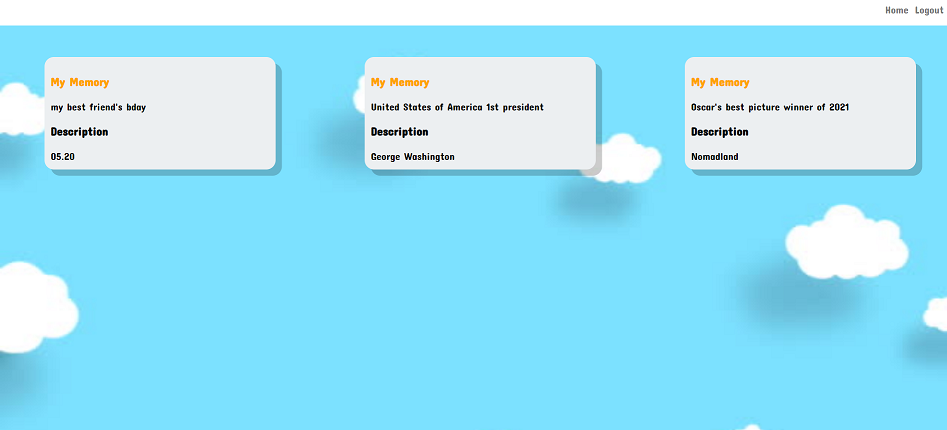 Home Logout
My Memory
my best friend's bday
Description
05.20
My Memory
United States of America 1st president
Description
George Washington
My Memory
Oscar's best picture winner of 2021
Description
Nomadland